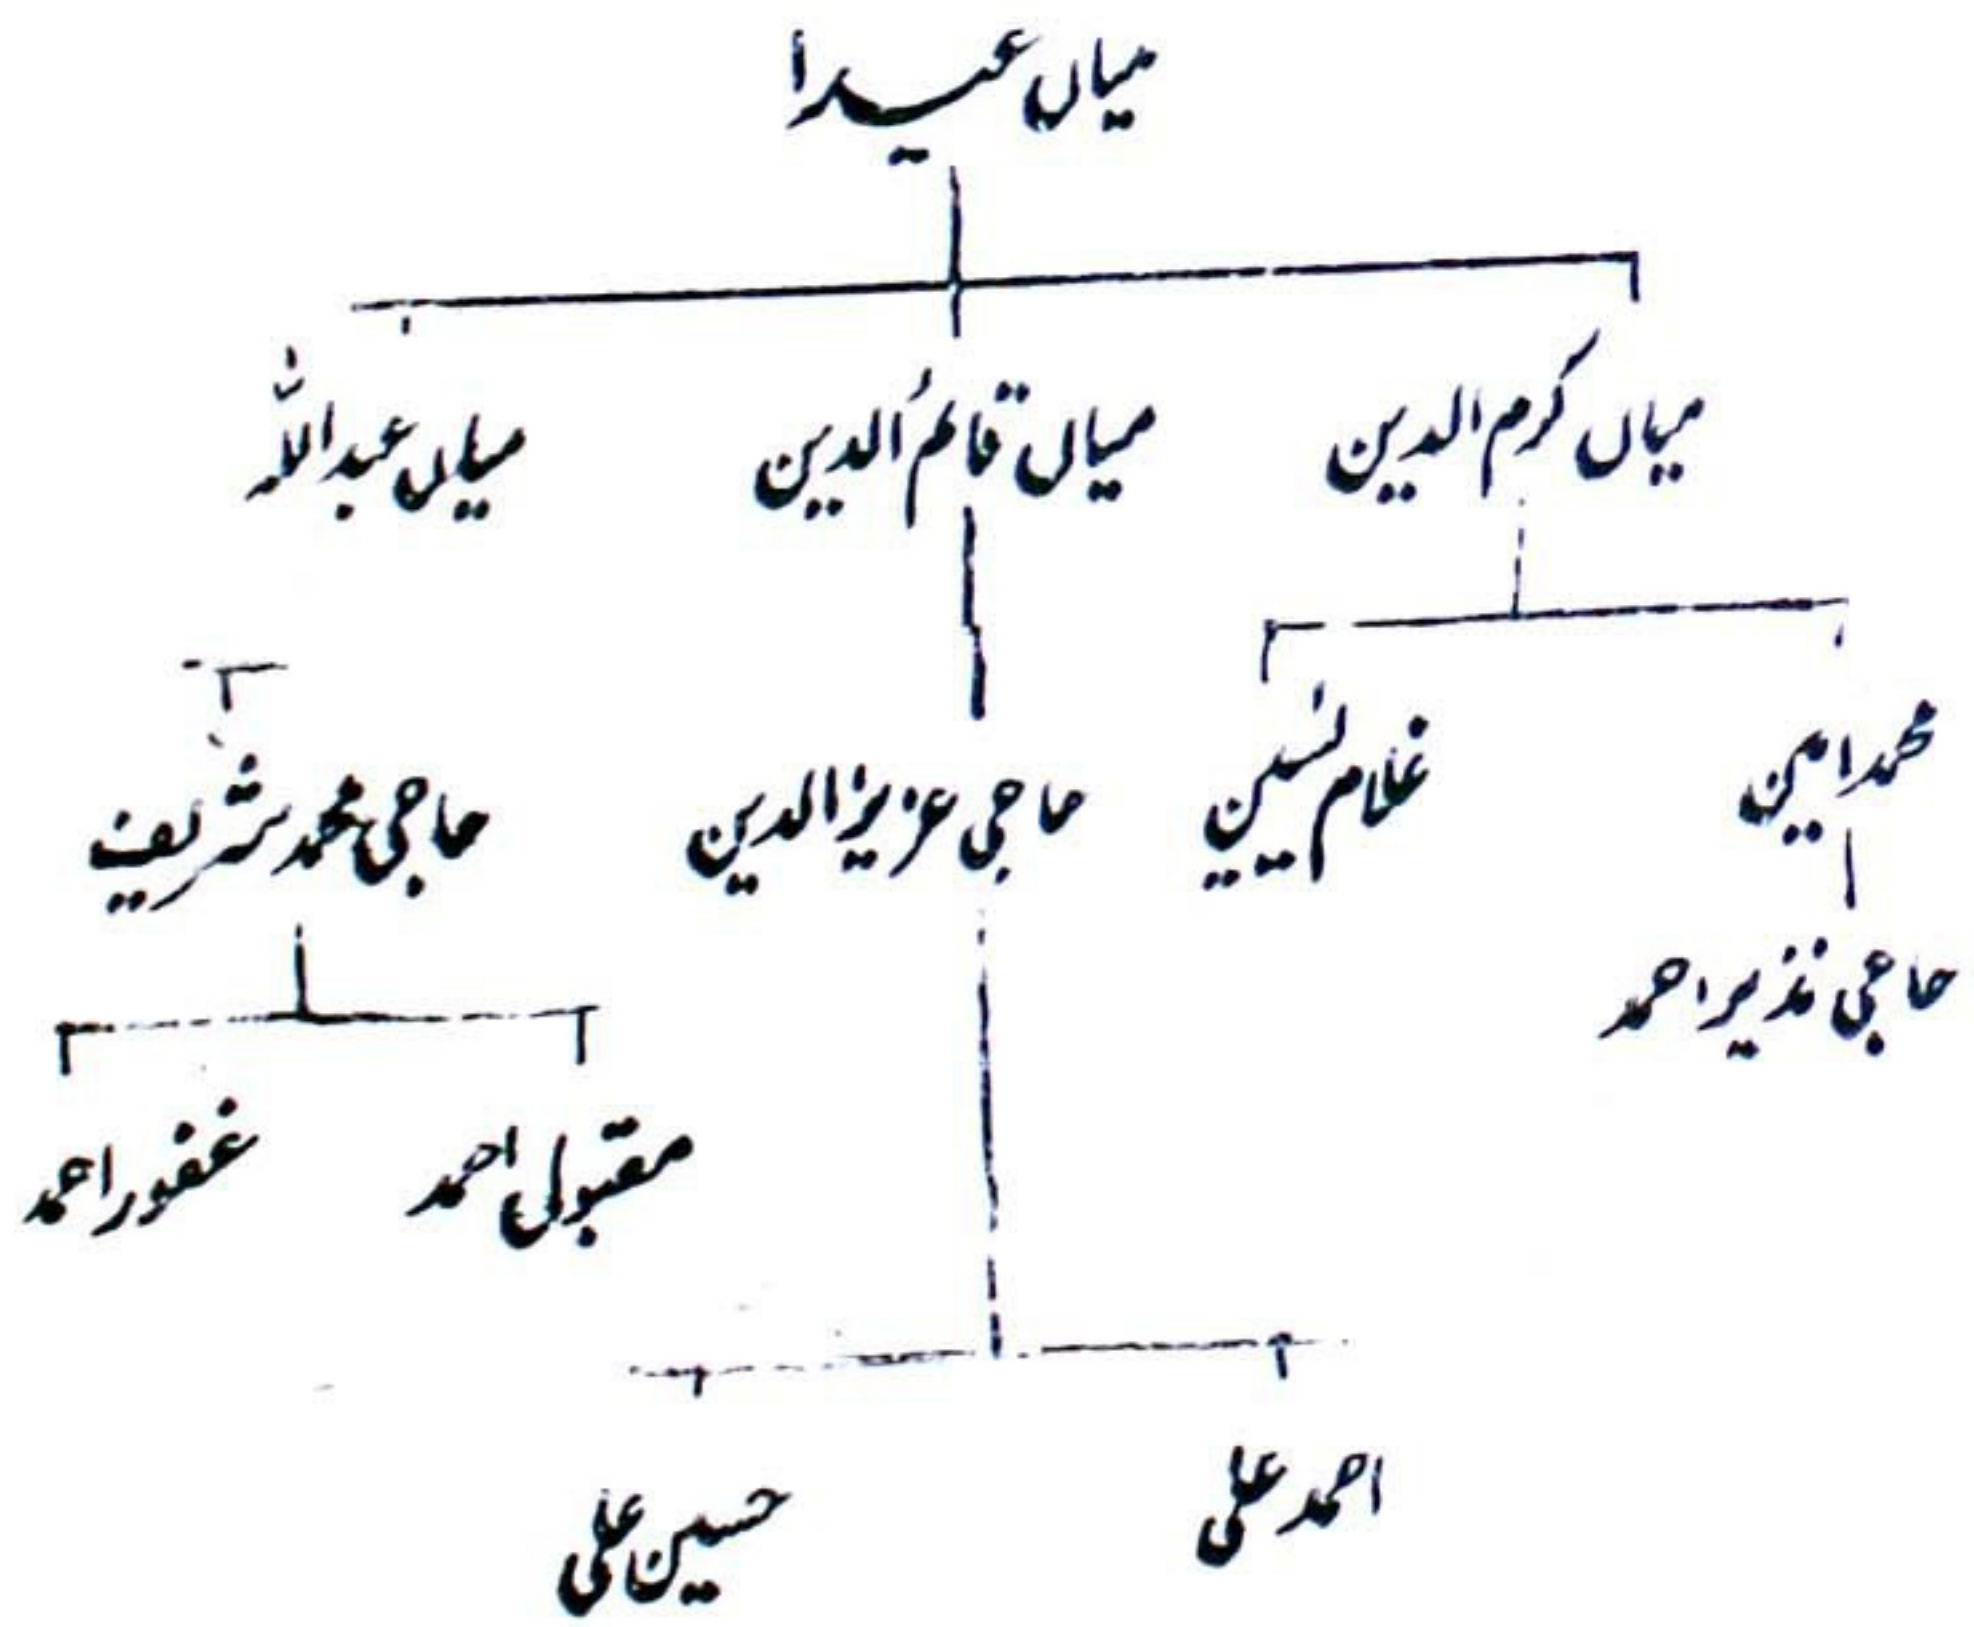 میاں عیدا
میاں کرم الدین میاں قائم الدین میاں عبداللہ
محمد امین غلام یٰسین حاجی عزیز الدین حاجی محمد شریف
حاجی نذیر احمد
مقبول احمد غفور احمد
احمد علی حسین علی